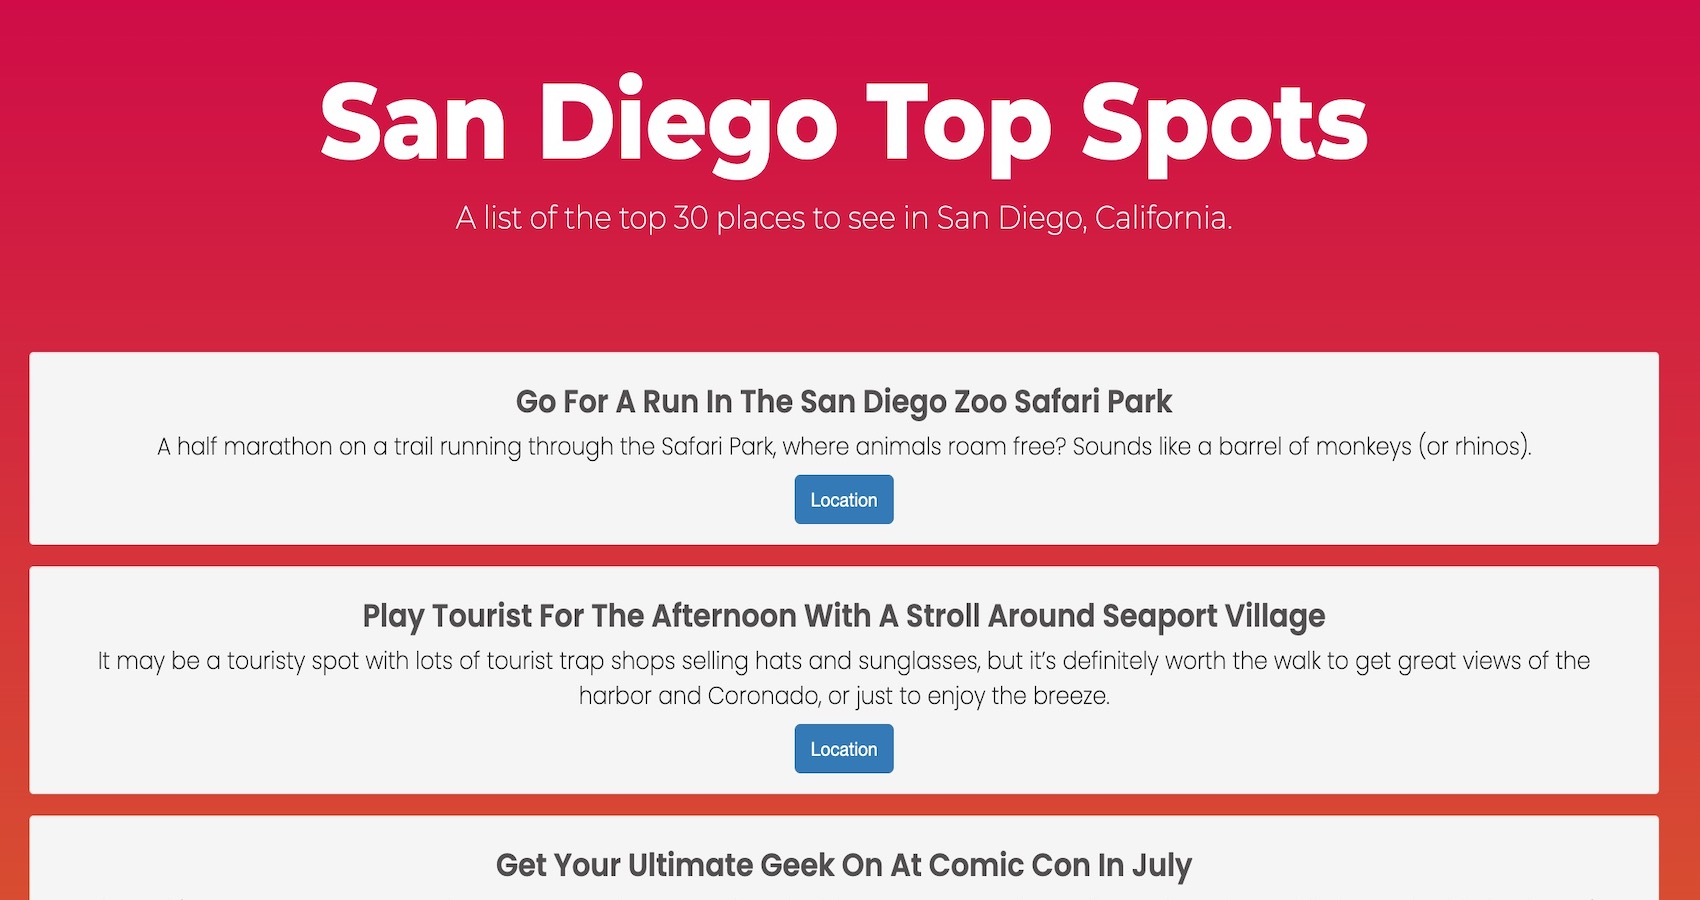 San Diego Top Spots
A list of the top 30 places to see in San Diego, California.
Go For A Run In The San Diego Zoo Safari Park
A half marathon on a trail running through the Safari Park, where animals roam free? Sounds like a barrel of monkeys (or rhinos).
Location
Play Tourist For The Afternoon With A Stroll Around Seaport Village
It may be a touristy spot with lots of tourist trap shops selling hats and sunglasses, but it’s definitely worth the walk to get great views of the
harbor and Coronado, or just to enjoy the breeze.
Location
Get Your Ultimate Geek On At Comic Con In July